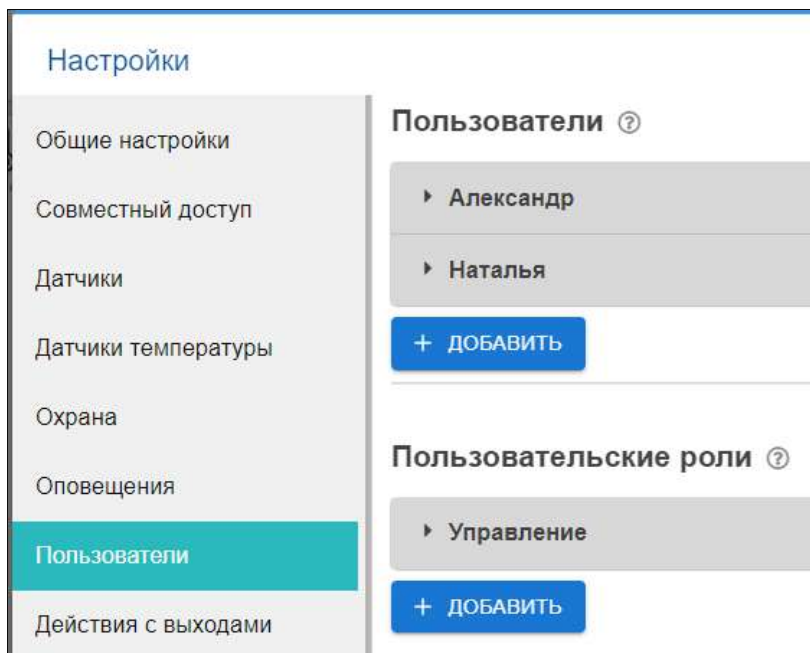 Настройки
Общие настройки
Совместный доступ
Датчики
Датчики температуры
Охрана
Оповещения
Пользователи
Действия с выходами
Пользователи ?
Александр
Наталья
+ ДОБАВИТЬ
Пользовательские роли ?
Управление
+ ДОБАВИТЬ